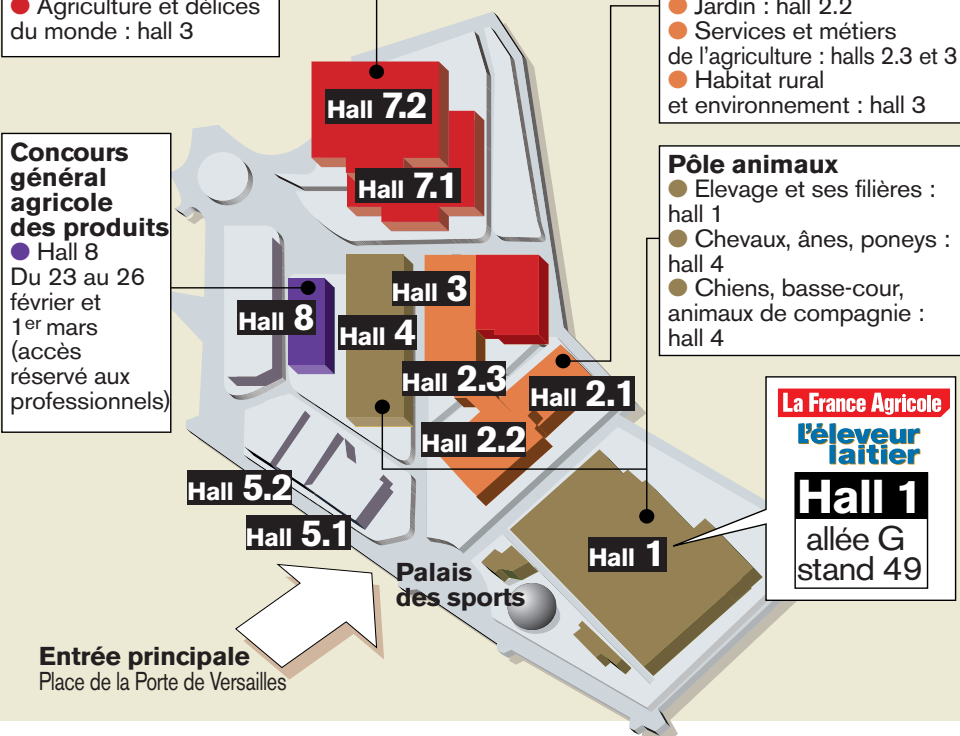 Agriculture et délices
du monde : hall 3
Jardin : hall 2.2
Services et métiers
de l'agriculture : halls 2.3 et 3
Habitat rural
et environnement : hall 3
Hall 7.2
Hall 7.1
Concours
général
agricole
des produits
Hall 8
Du 23 au 26
février et
1er mars
(accès
réservé aux
professionnels)
Pôle animaux
Elevage et ses filières :
hall 1
Chevaux, ânes, poneys :
hall 4
Chiens, basse-cour,
animaux de compagnie :
hall 4
Hall 8
Hall 4
Hall 3
Hall 2.3
Hall 2.1
Hall 2.2
Hall 5.2
Hall 5.1
Hall 1
La France Agricole
L'éleveur
laitier
Hall 1
allée G
stand 49
Palais
des sports
Entrée principale
Place de la Porte de Versailles